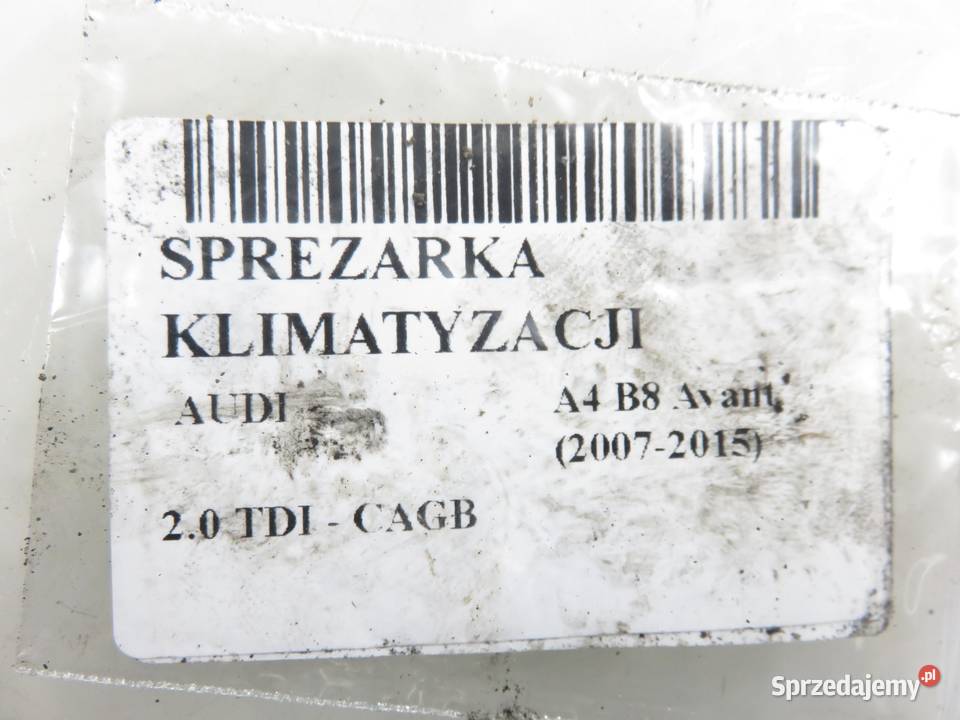 SPREZARKA
KLIMATYZACJI
AUDI A4 B8 Avant
(2007-2015)
2.0 TDI - CAGB
Sprzedajemy.pl